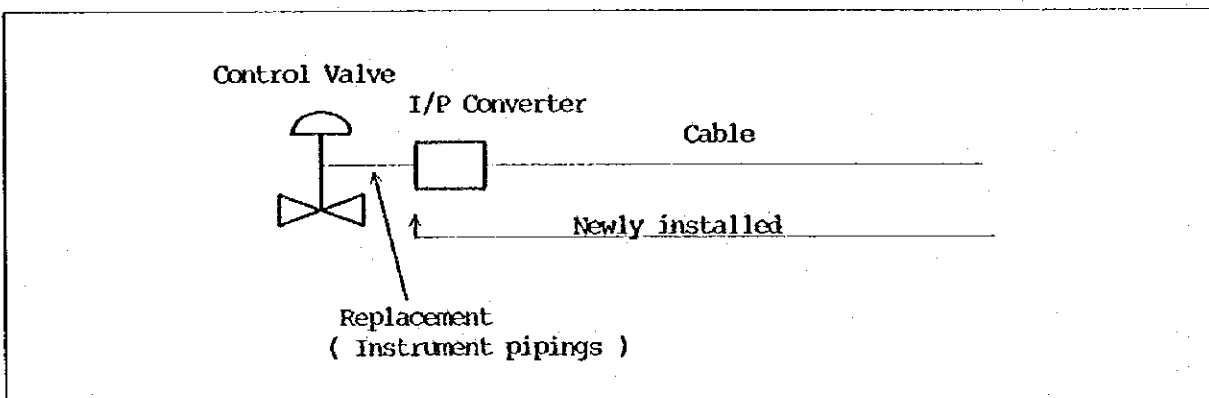 Control Valve
I/P Converter
Cable
Newly installed
Replacement
( Instrument pipings )